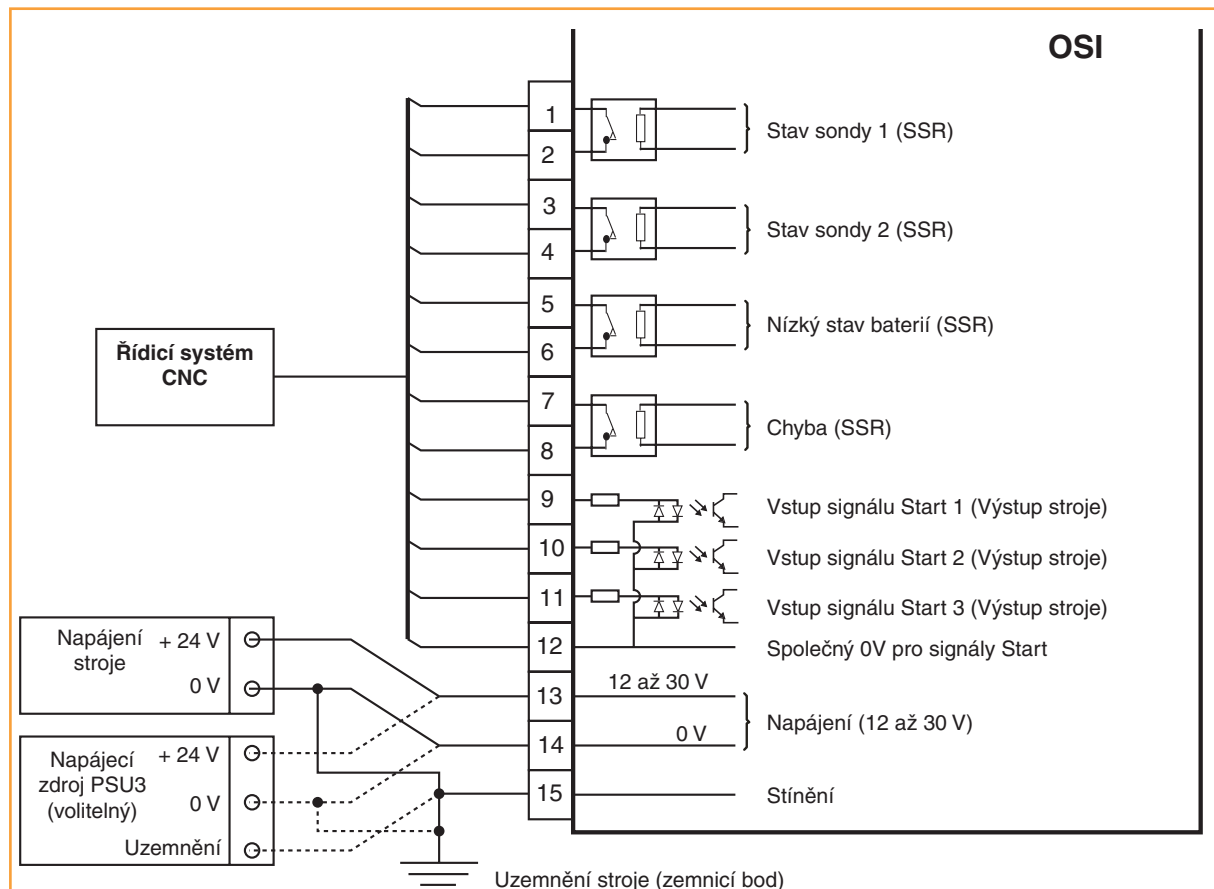 OSI
1
2
Stav sondy 1 (SSR)
3
4
Stav sondy 2 (SSR)
5
6
Nízký stav baterií (SSR)
7
8
Chyba (SSR)
Řídicí systém
CNC
9
Vstup signálu Start 1 (Výstup stroje)
10
Vstup signálu Start 2 (Výstup stroje)
11
Vstup signálu Start 3 (Výstup stroje)
12
Společný 0V pro signály Start
Napájení
stroje
+ 24 V
0 V
13
12 až 30 V
14
0 V
Napájení (12 až 30 V)
Napájecí
zdroj PSU3
(volitelný)
+ 24 V
0 V
Uzemnění
15
Stínění
Uzemnění stroje (zemnicí bod)